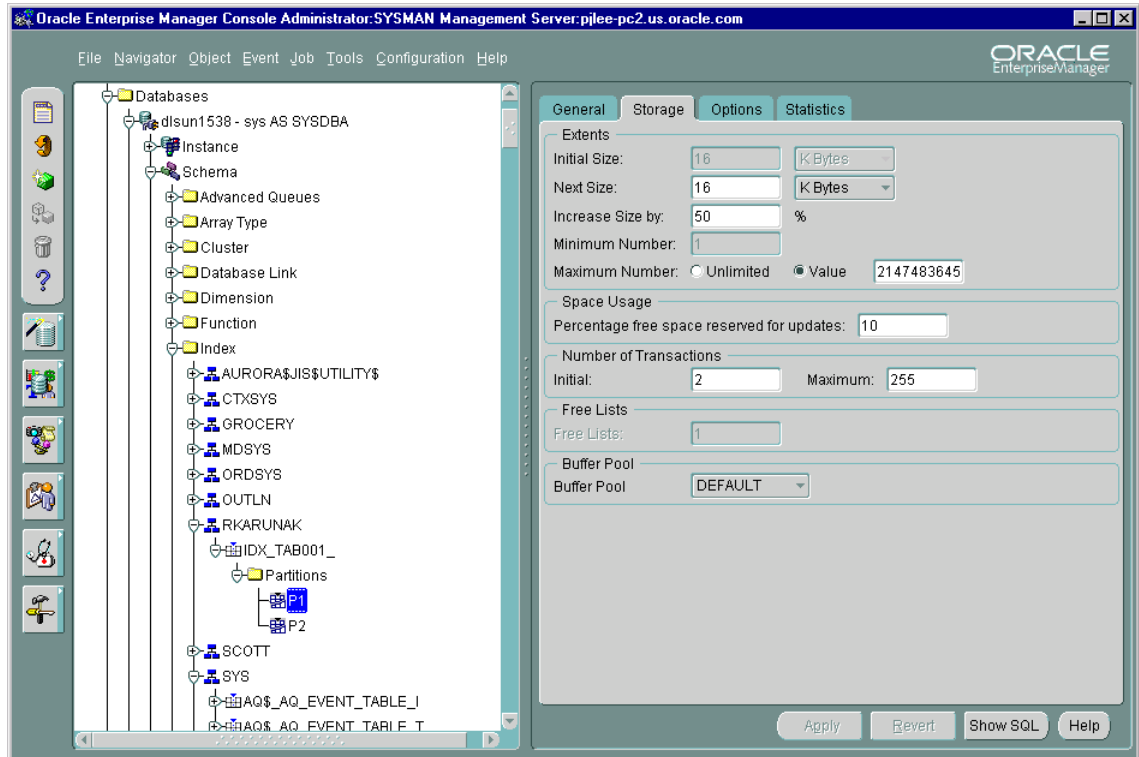 Oracle Enterprise Manager Console Administrator:SYSMAN Management Server:pjlee-pc2.us.oracle.com
File Navigator Object Event Job Tools Configuration Help
ORACLE
EnterpriseManager
Databases
dlsun1538 - sys AS SYSDBA
Instance
Schema
Advanced Queues
Array Type
Cluster
Database Link
Dimension
Function
Index
AURORA$JIS$UTILITY$
CTXSYS
GROCERY
MDSYS
ORDSYS
OUTLN
RKARUNAK
IDX_TAB001_
Partitions
P1
P2
SCOTT
SYS
AQ$_AQ_EVENT_TABLE_I
AQ$_AQ_EVENT_TABLE_T
General Storage Options Statistics
Extents
Initial Size: 16 K Bytes
Next Size: 16 K Bytes
Increase Size by: 50 %
Minimum Number: 1
Maximum Number: Unlimited Value 2147483645
Space Usage
Percentage free space reserved for updates: 10
Number of Transactions
Initial: 2 Maximum: 255
Free Lists
Free Lists: 1
Buffer Pool
Buffer Pool DEFAULT
Apply Revert Show SQL Help